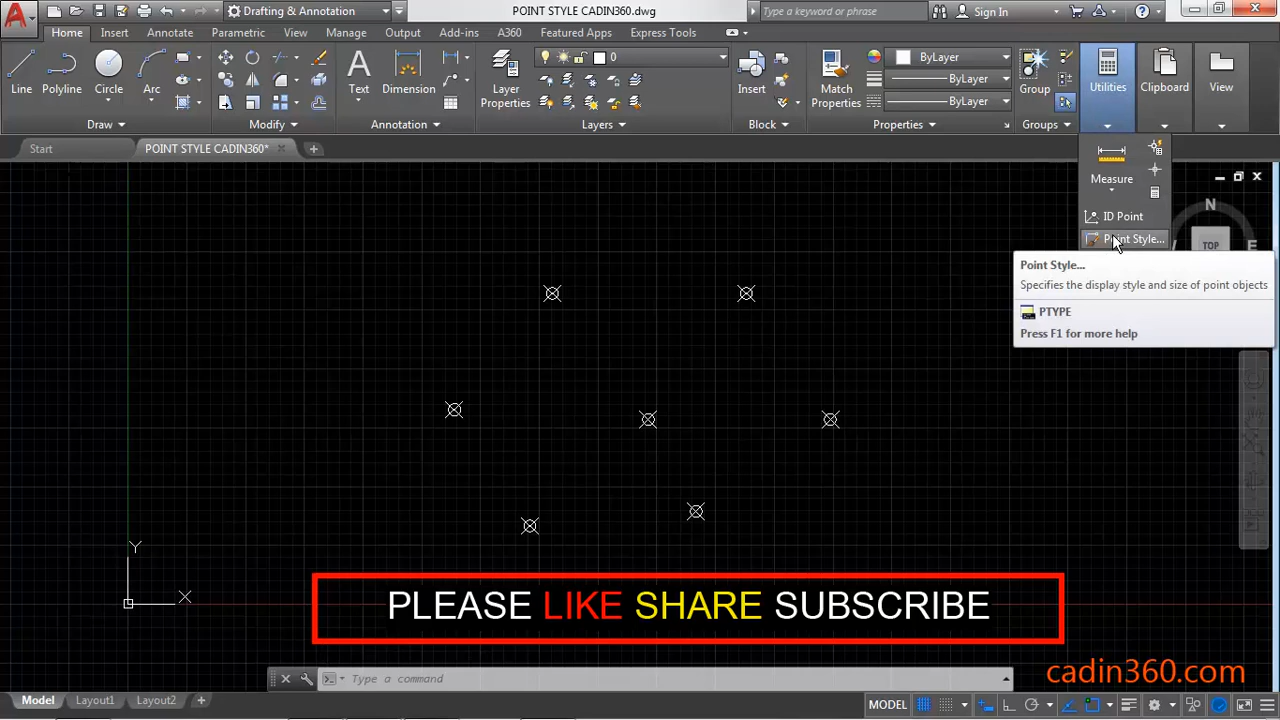 Drafting & Annotation
POINT STYLE CADIN360.dwg
Type a keyword or phrase
Sign In
Home
Insert
Annotate
Parametric
View
Manage
Output
Add-ins
A360
Featured Apps
Express Tools
Line
Polyline
Circle
Arc
Text
Dimension
Layer
Properties
0
Insert
Match
Properties
ByLayer
ByLayer
ByLayer
Group
Utilities
Clipboard
View
Draw
Modify
Annotation
Layers
Block
Properties
Groups
Start
POINT STYLE CADIN360*
Measure
ID Point
Point Style...
N
TOP
E
Point Style...
Specifies the display style and size of point objects
PTYPE
Press F1 for more help
Y
X
PLEASE LIKE SHARE SUBSCRIBE
cadin360.com
Type a command
Model
Layout1
Layout2
MODEL